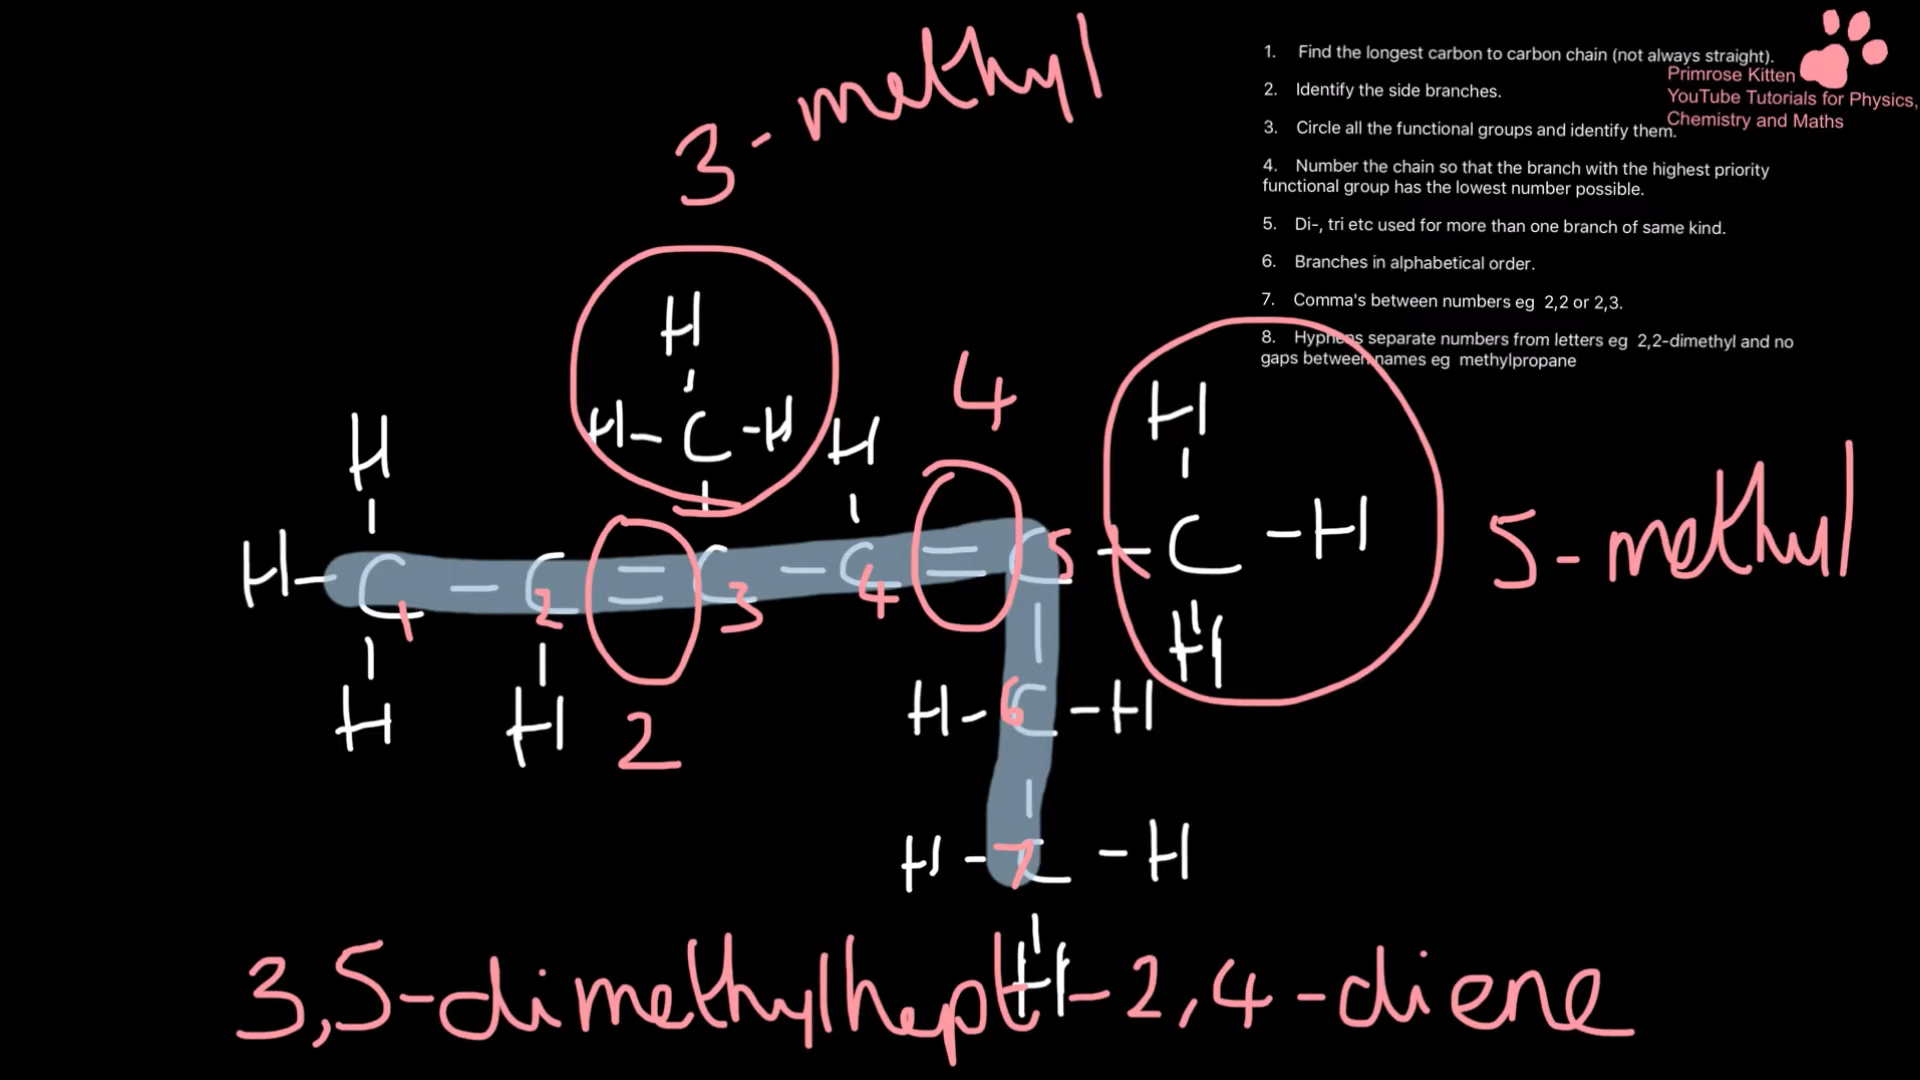 3-methyl
1. Find the longest carbon to carbon chain (not always straight).
Primrose Kitten
2. Identify the side branches.
YouTube Tutorials for Physics,
Chemistry and Maths
3. Circle all the functional groups and identify them.
4. Number the chain so that the branch with the highest priority
functional group has the lowest number possible.
5. Di-, tri etc used for more than one branch of same kind.
6. Branches in alphabetical order.
7. Comma's between numbers eg 2,2 or 2,3.
8. Hyphens separate numbers from letters eg 2,2-dimethyl and no
gaps between names eg methylpropane
H
4
H
H
H-C-H
H
H-C-C=C-C=C-C-H
1 2 3 4 5
5-methyl
H
H
H
2
H-C-H
6
H-C-H
7
H
3,5-dimethylhept-2,4-diene